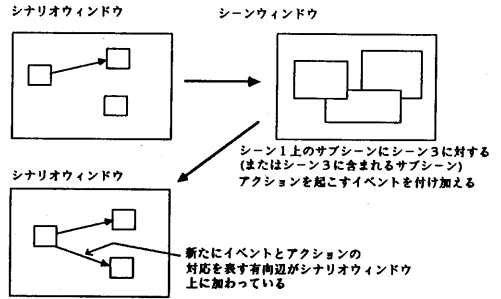 シナリオウィンドウ
シーンウィンドウ
シーン１上のサブシーンにシーン３に対する
(またはシーン３に含まれるサブシーン)
アクションを起こすイベントを付け加える
シナリオウィンドウ
新たにイベントとアクションの
対応を表す有向辺がシナリオウィンドウ
上に加わっている